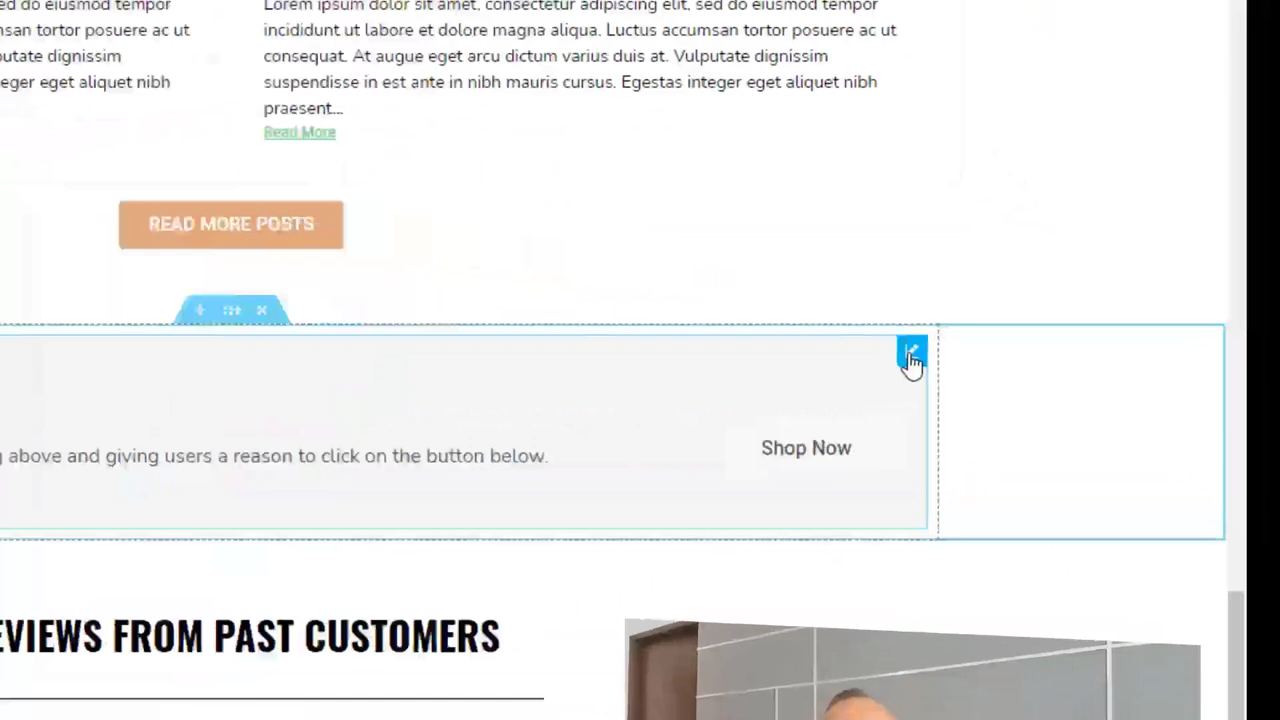 sed do eiusmod tempor
msan tortor posuere ac ut
putate dignissim
eger eget aliquet nibh
Lorem ipsum dolor sit amet, consectetur adipiscing elit, sed do eiusmod tempor
incididunt ut labore et dolore magna aliqua. Luctus accumsan tortor posuere ac ut
consequat. At augue eget arcu dictum varius duis at. Vulputate dignissim
suspendisse in est ante in nibh mauris cursus. Egestas integer eget aliquet nibh
praesent...
Read More
READ MORE POSTS
g above and giving users a reason to click on the button below.
Shop Now
EVIEWS FROM PAST CUSTOMERS